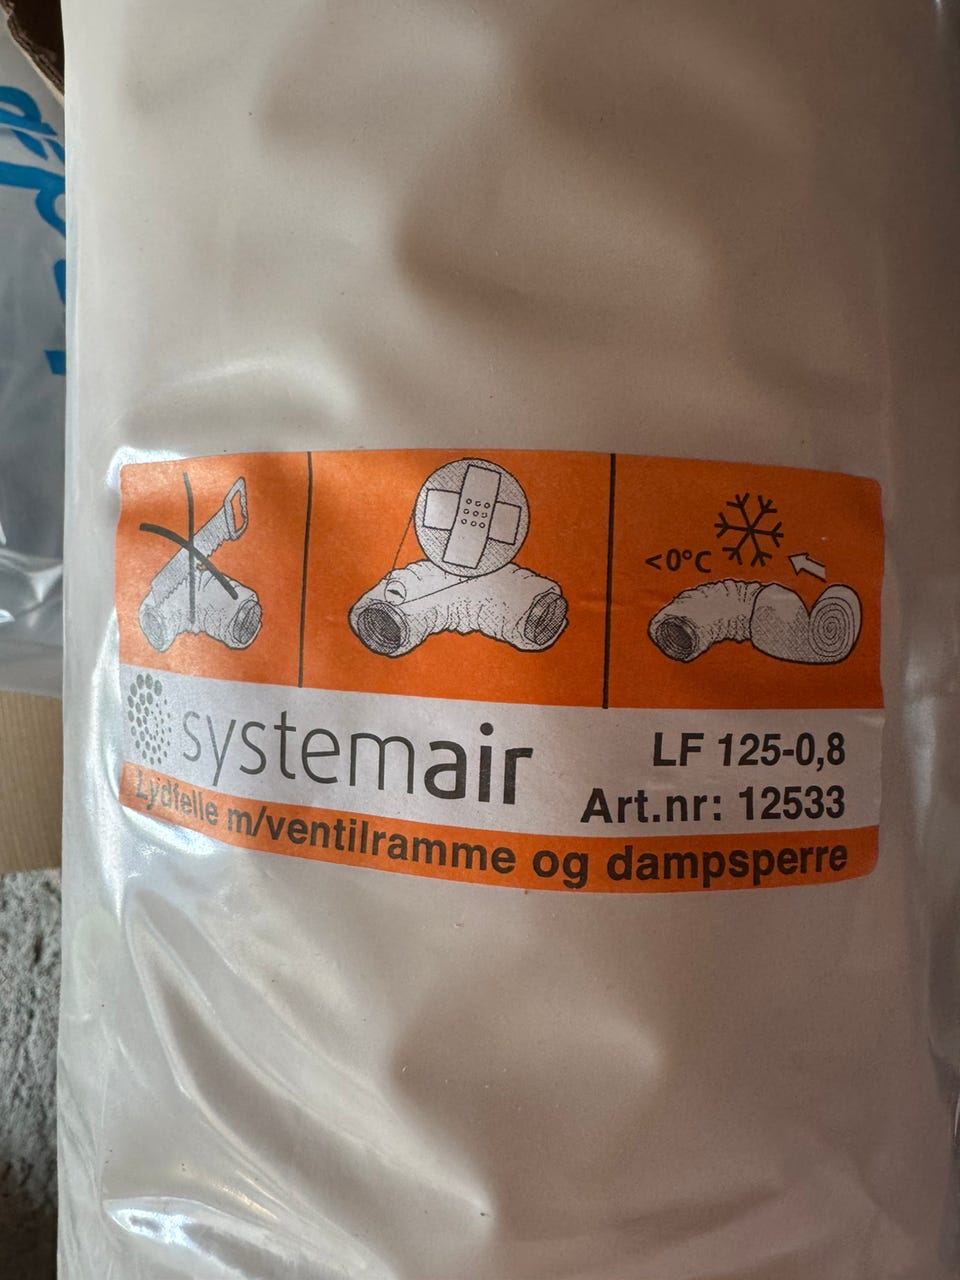 <0°C
systemair
LF 125-0,8
Art.nr: 12533
Lydfelle m/ventilramme og dampsperre